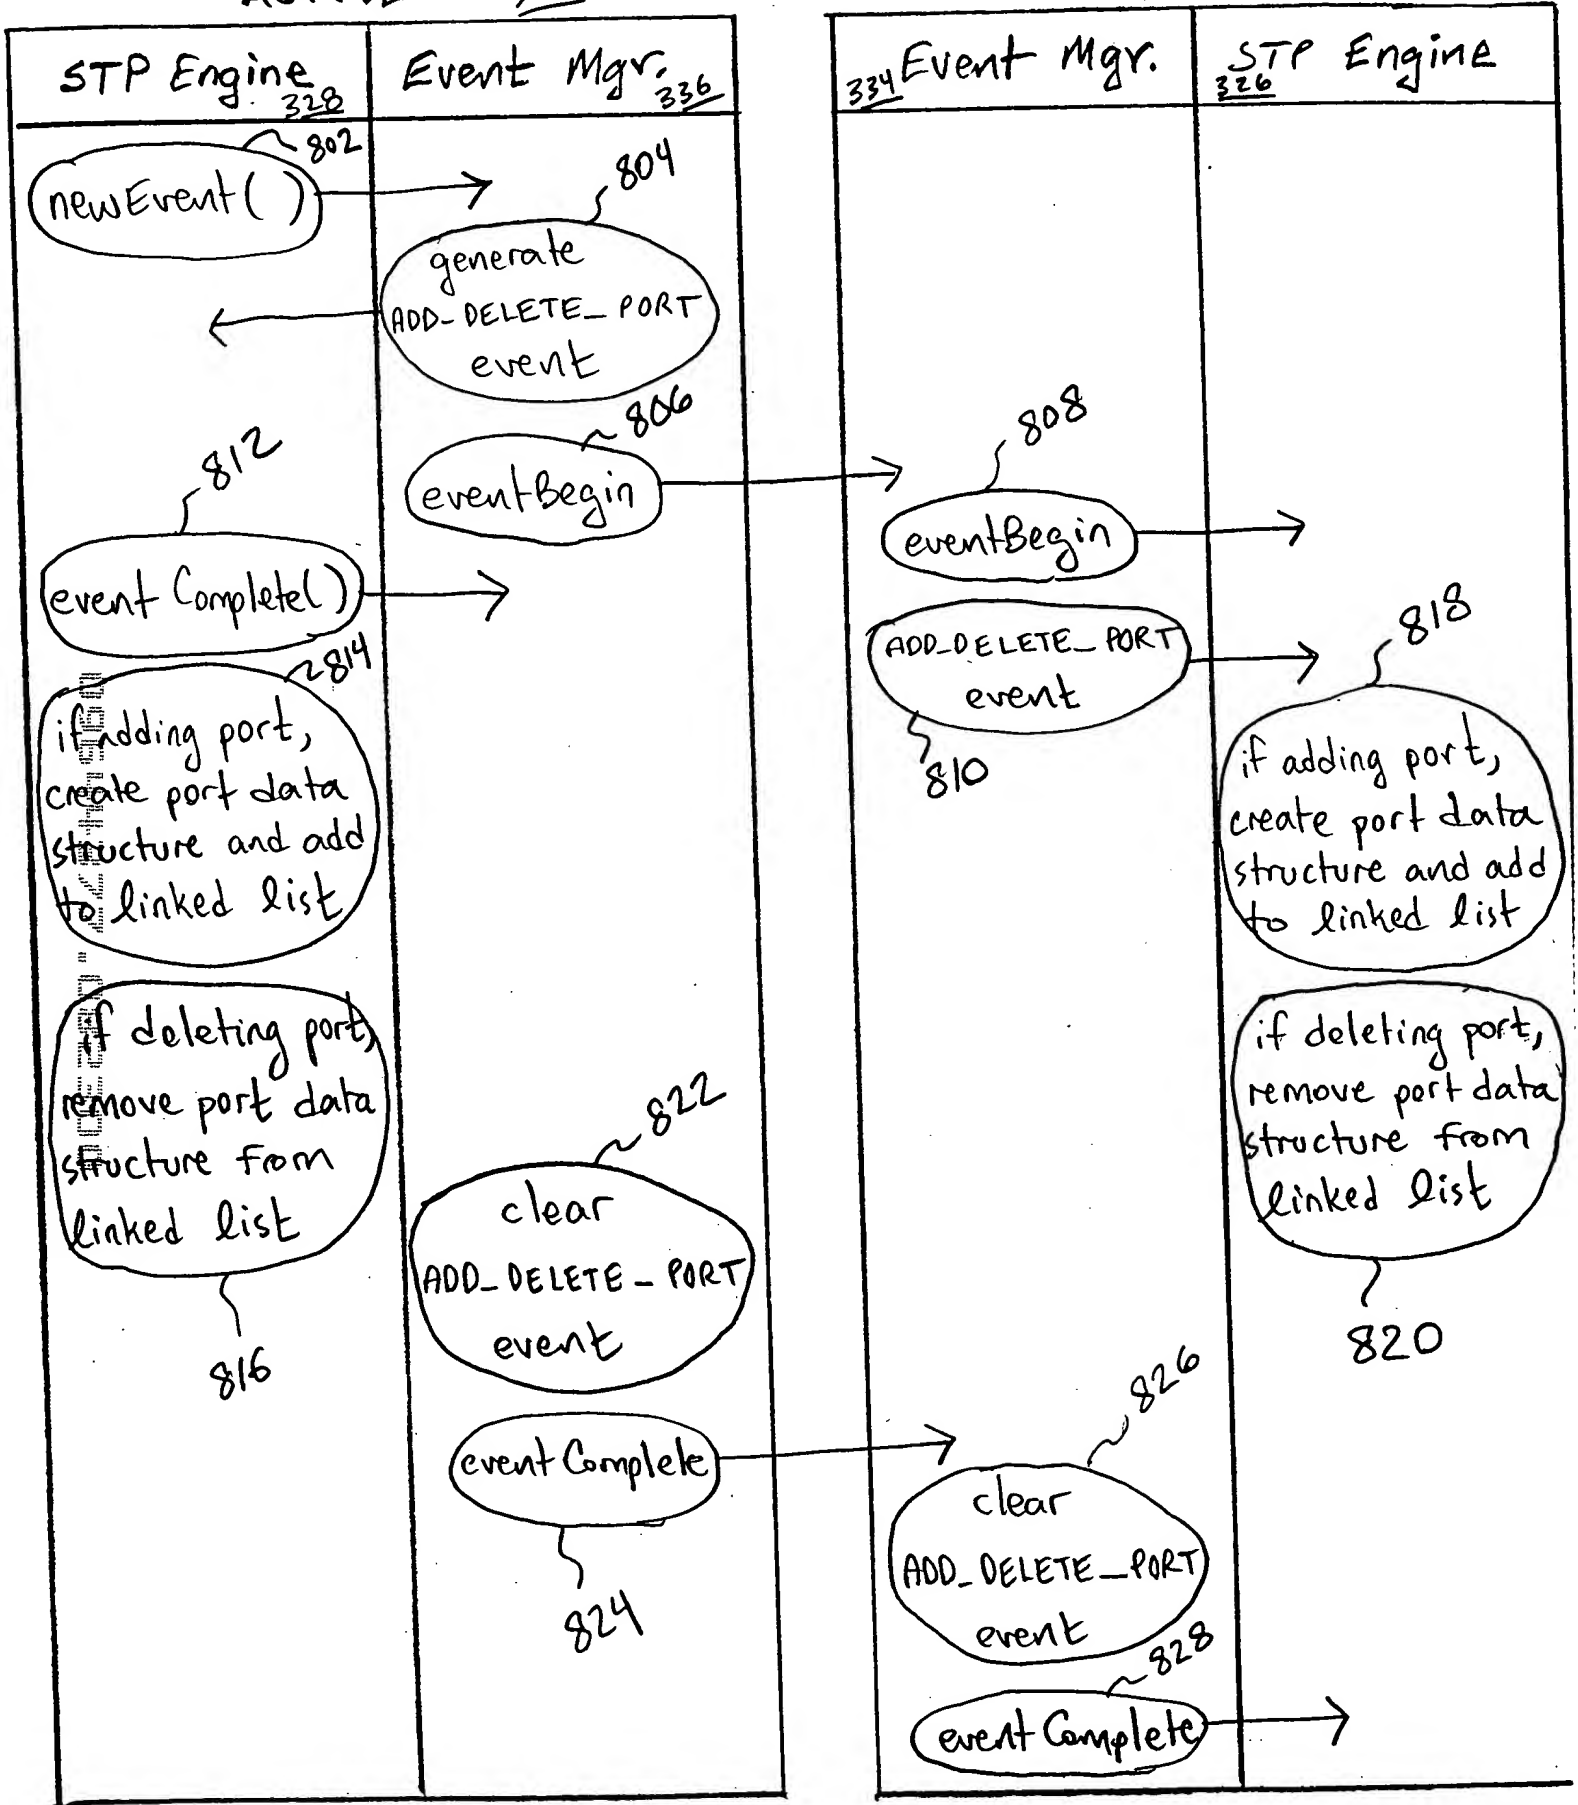 ACTIVE
STP Engine 328
Event Mgr. 336
334 Event Mgr.
326 STP Engine
802
newEvent( )
804
generate
ADD_DELETE_PORT
event
806
eventBegin
808
eventBegin
812
event Complete( )
ADD_DELETE_PORT
event
810
814
if adding port,
create port data
structure and add
to linked list
818
if adding port,
create port data
structure and add
to linked list
if deleting port,
remove port data
structure from
linked list
816
if deleting port,
remove port data
structure from
linked list
820
822
clear
ADD_DELETE_PORT
event
event Complete
824
826
clear
ADD_DELETE_PORT
event
828
event Complete